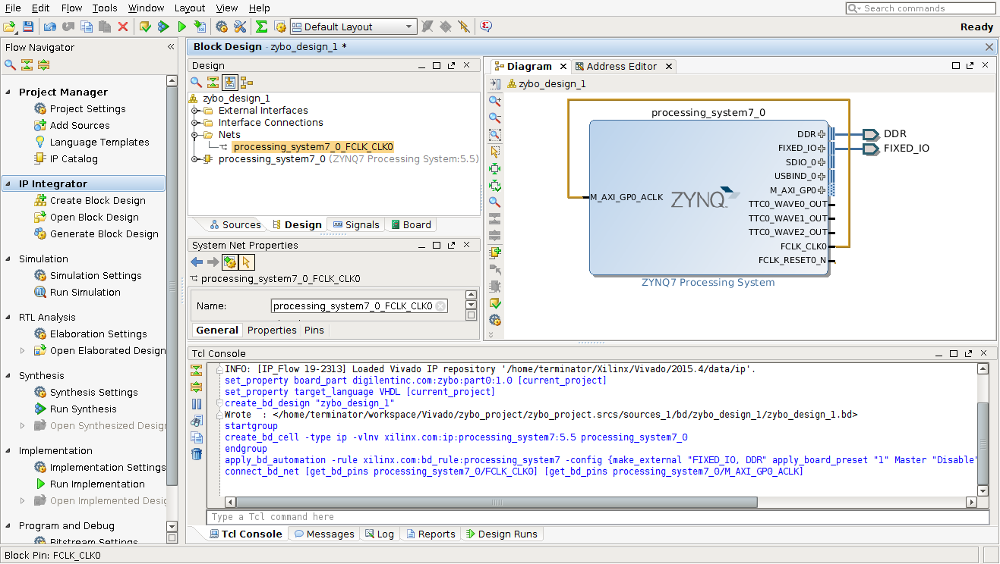 File Edit Flow Tools Window Layout View Help
Search commands
Default Layout
Ready
Flow Navigator
Project Manager
Project Settings
Add Sources
Language Templates
IP Catalog
IP Integrator
Create Block Design
Open Block Design
Generate Block Design
Simulation
Simulation Settings
Run Simulation
RTL Analysis
Elaboration Settings
Open Elaborated Design
Synthesis
Synthesis Settings
Run Synthesis
Open Synthesized Desig
Implementation
Implementation Settings
Run Implementation
Open Implemented Desig
Program and Debug
Bitstream Settings
Block Design - zybo_design_1 *
Design
zybo_design_1
External Interfaces
Interface Connections
Nets
processing_system7_0_FCLK_CLK0
processing_system7_0 (ZYNQ7 Processing System:5.5)
Sources Design Signals Board
System Net Properties
processing_system7_0_FCLK_CLK0
Name: processing_system7_0_FCLK_CLK0
General Properties Pins
Diagram Address Editor
zybo_design_1
processing_system7_0
DDR
FIXED_IO
SDIO_0
USBIND_0
M_AXI_GP0
TTC0_WAVE0_OUT
TTC0_WAVE1_OUT
TTC0_WAVE2_OUT
FCLK_CLK0
FCLK_RESET0_N
M_AXI_GP0_ACLK
ZYNQ
DDR
FIXED_IO
ZYNQ7 Processing System
Tcl Console
INFO: [IP_Flow 19-2313] Loaded Vivado IP repository '/home/terminator/Xilinx/Vivado/2015.4/data/ip'.
set_property board_part digilentinc.com:zybo:part0:1.0 [current_project]
set_property target_language VHDL [current_project]
create_bd_design "zybo_design_1"
Wrote  : </home/terminator/workspace/Vivado/zybo_project/zybo_project.srcs/sources_1/bd/zybo_design_1/zybo_design_1.bd>
startgroup
create_bd_cell -type ip -vlnv xilinx.com:ip:processing_system7:5.5 processing_system7_0
endgroup
apply_bd_automation -rule xilinx.com:bd_rule:processing_system7 -config {make_external "FIXED_IO, DDR" apply_board_preset "1" Master "Disable"
connect_bd_net [get_bd_pins processing_system7_0/FCLK_CLK0] [get_bd_pins processing_system7_0/M_AXI_GP0_ACLK]
Type a Tcl command here
Tcl Console Messages Log Reports Design Runs
Block Pin: FCLK_CLK0